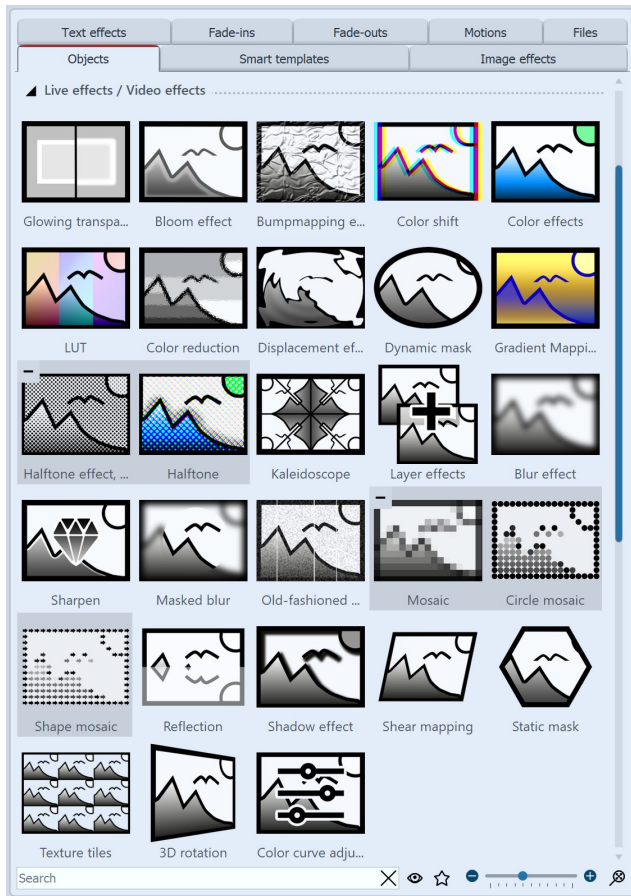 Text effects Fade-ins Fade-outs Motions Files
Objects Smart templates Image effects
Live effects / Video effects
Glowing transpa... Bloom effect Bumpmapping e... Color shift Color effects
LUT Color reduction Displacement ef... Dynamic mask Gradient Mappi...
Halftone effect, ... Halftone Kaleidoscope Layer effects Blur effect
Sharpen Masked blur Old-fashioned ... Mosaic Circle mosaic
Shape mosaic Reflection Shadow effect Shear mapping Static mask
Texture tiles 3D rotation Color curve adju...
Search